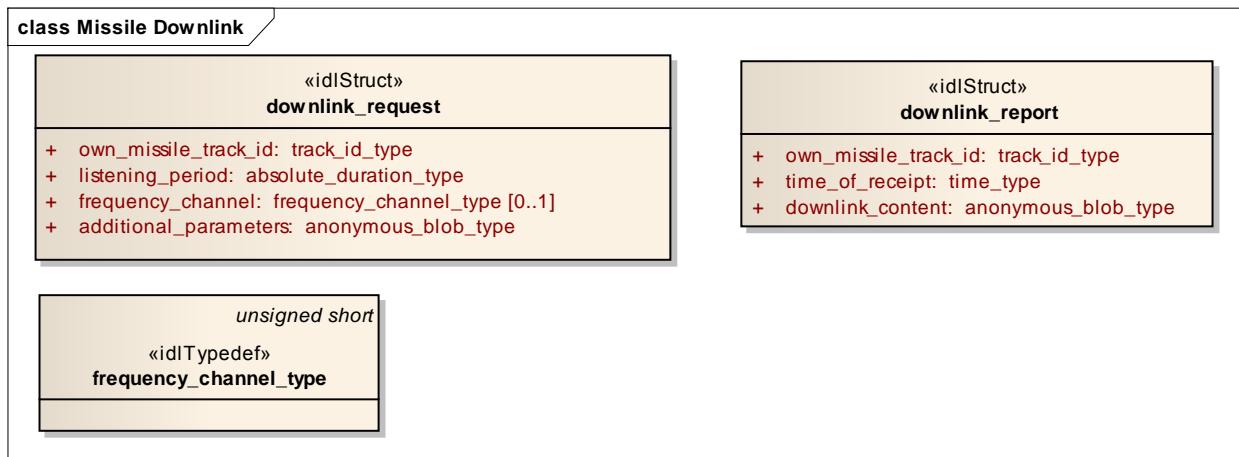 class Missile Downlink
«idlStruct»
downlink_request
+ own_missile_track_id: track_id_type
+ listening_period: absolute_duration_type
+ frequency_channel: frequency_channel_type [0..1]
+ additional_parameters: anonymous_blob_type
«idlStruct»
downlink_report
+ own_missile_track_id: track_id_type
+ time_of_receipt: time_type
+ downlink_content: anonymous_blob_type
unsigned short
«idlTypedef»
frequency_channel_type